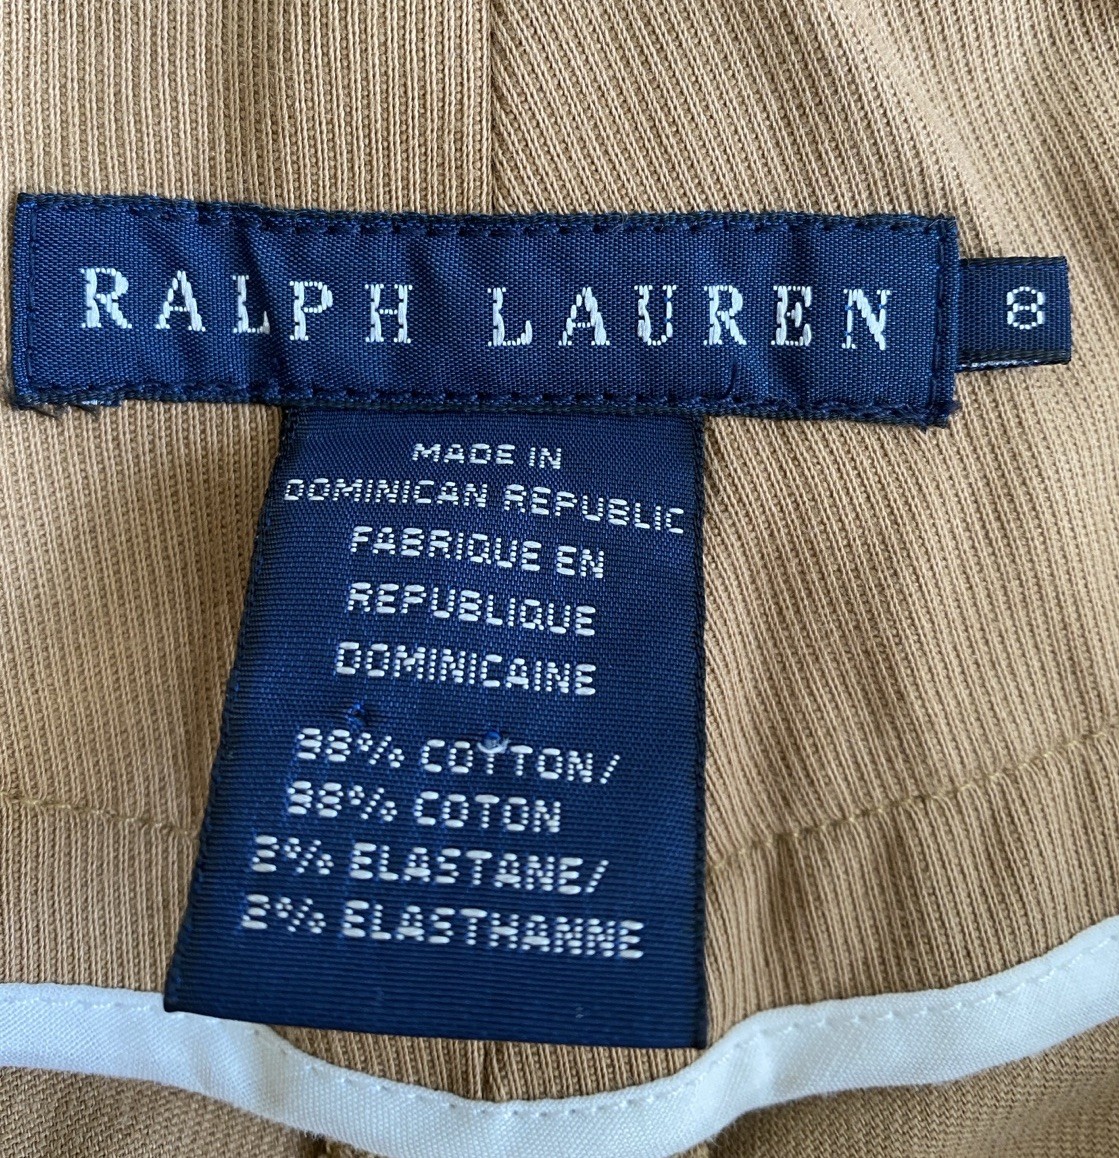 RALPH LAUREN
8
MADE IN
DOMINICAN REPUBLIC
FABRIQUE EN
REPUBLIQUE
DOMINICAINE
98% COTTON/
98% COTON
2% ELASTANE/
2% ELASTHANNE